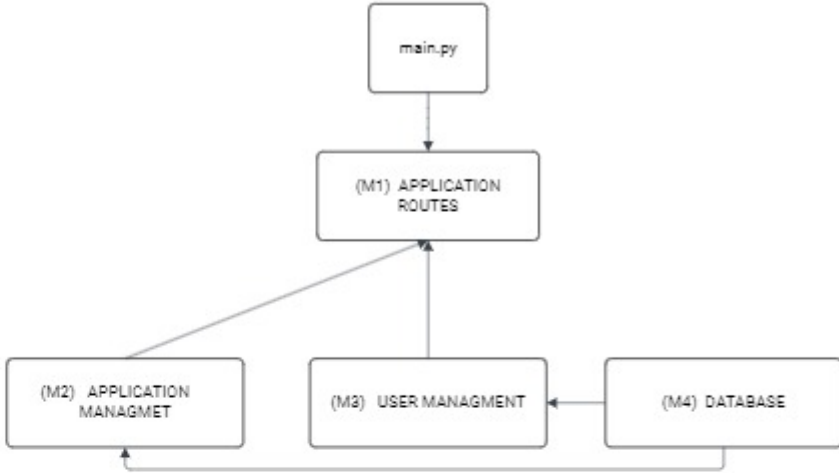 main.py
(M1) APPLICATION
ROUTES
(M2) APPLICATION
MANAGMET
(M3) USER MANAGMENT
(M4) DATABASE